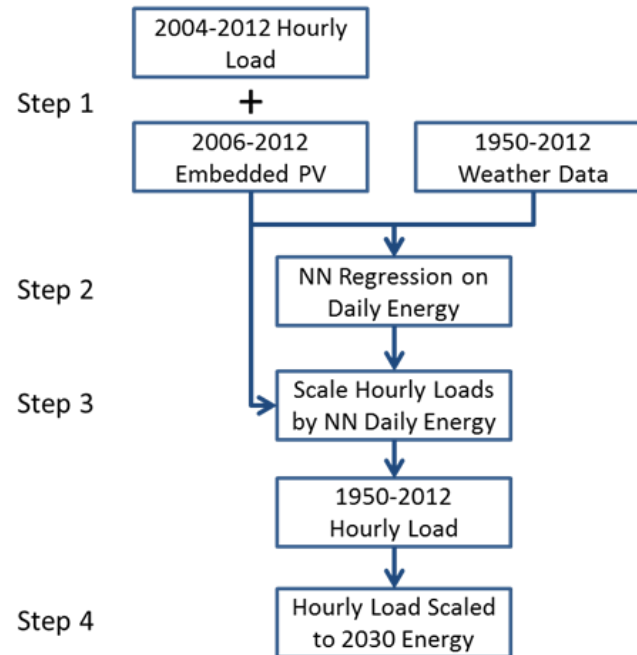 2004-2012 Hourly
Load
Step 1
+
2006-2012
Embedded PV
1950-2012
Weather Data
Step 2
NN Regression on
Daily Energy
Step 3
Scale Hourly Loads
by NN Daily Energy
1950-2012
Hourly Load
Step 4
Hourly Load Scaled
to 2030 Energy